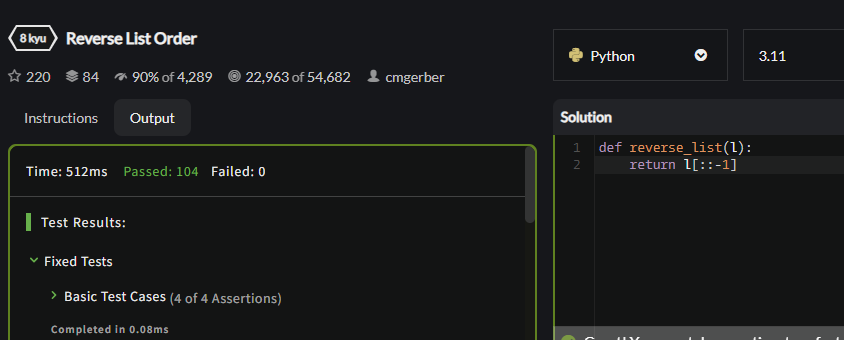 8 kyu Reverse List Order
220 84 90% of 4,289 22,963 of 54,682 cmgerber
Instructions Output
Time: 512ms Passed: 104 Failed: 0
Test Results:
Fixed Tests
Basic Test Cases (4 of 4 Assertions)
Completed in 0.08ms
Python 3.11
Solution
1 def reverse_list(l):
2 return l[::-1]